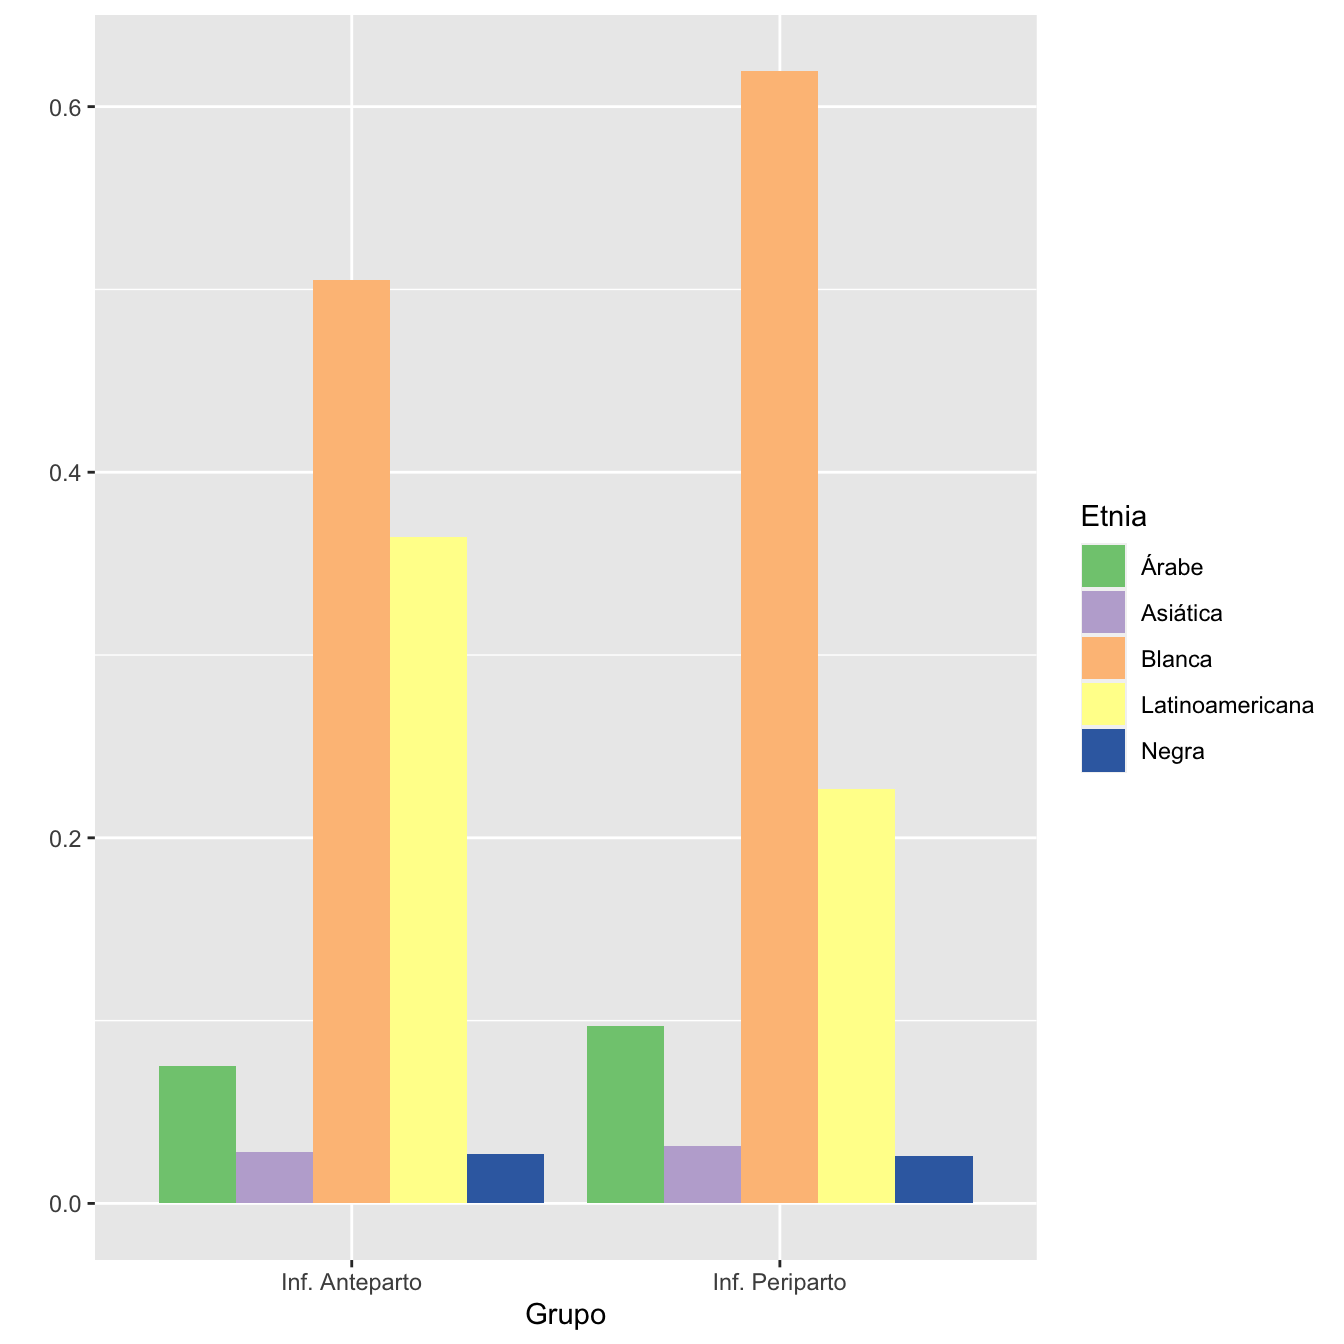 0.6
0.4
0.2
0.0
Inf. Anteparto
Inf. Periparto
Grupo
Etnia
Árabe
Asiática
Blanca
Latinoamericana
Negra